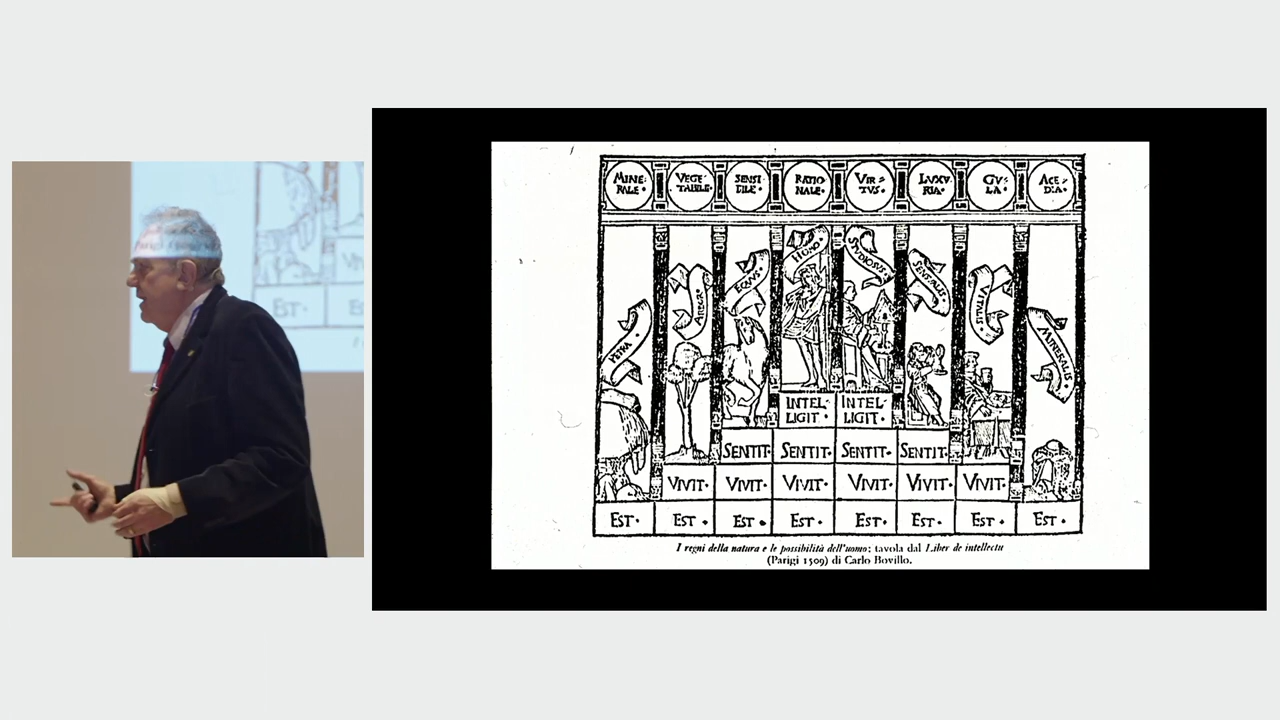 MINE-
RALE•
VEGE-
TABILE•
SENSI
BILE•
RATIO
NALE•
VIR-
TVS•
LVXV
RIA•
GV-
LA•
ACE-
DIA•
PETRA•
ARBOR•
EQVVS•
HOMO•
STVDIOSVS•
SENSVALIS•
MINERALIS•
INTEL-
LIGIT•
INTEL-
LIGIT•
SENTIT•
SENTIT•
SENTIT•
SENTIT•
VIVIT•
VIVIT•
VIVIT•
VIVIT•
VIVIT•
VIVIT•
EST•
EST•
EST•
EST•
EST•
EST•
EST•
EST•
I regni della natura e le possibilità dell'uomo; tavola dal Liber de intellectu
(Parigi 1509) di Carlo Bovillo.
EST•